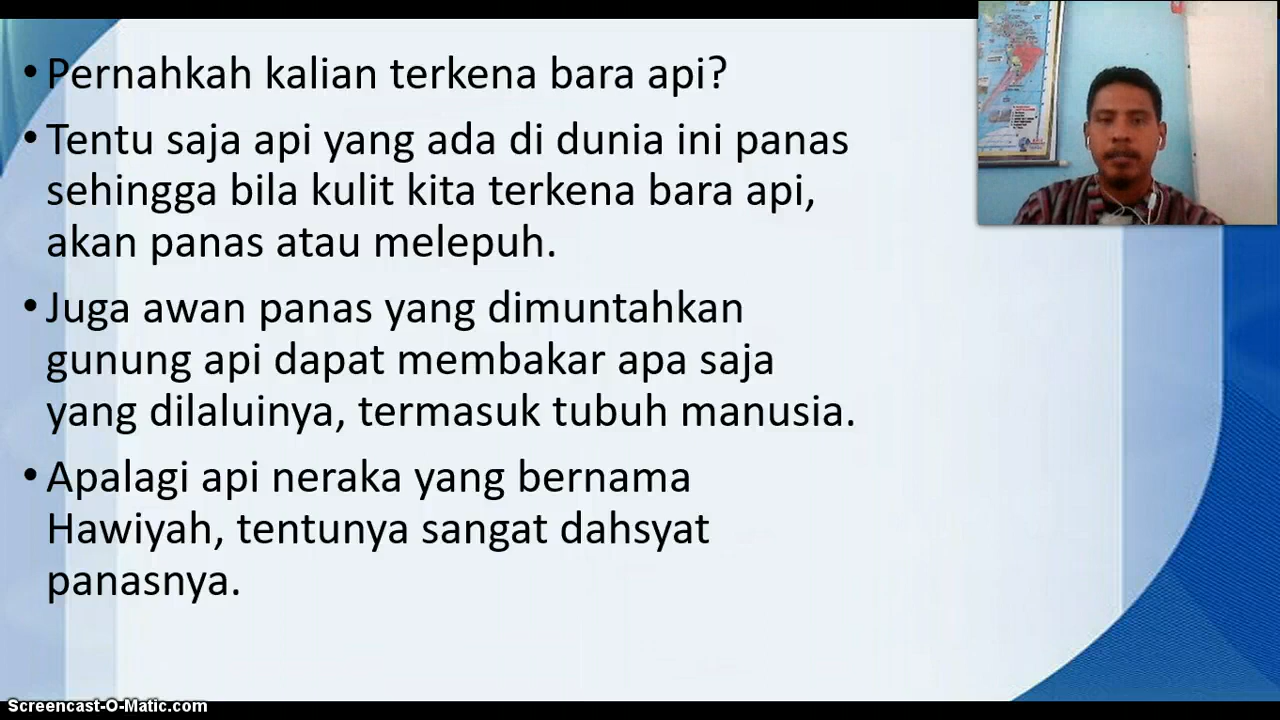 • Pernahkah kalian terkena bara api?
• Tentu saja api yang ada di dunia ini panas
sehingga bila kulit kita terkena bara api,
akan panas atau melepuh.
• Juga awan panas yang dimuntahkan
gunung api dapat membakar apa saja
yang dilaluinya, termasuk tubuh manusia.
• Apalagi api neraka yang bernama
Hawiyah, tentunya sangat dahsyat
panasnya.
Screencast-O-Matic.com